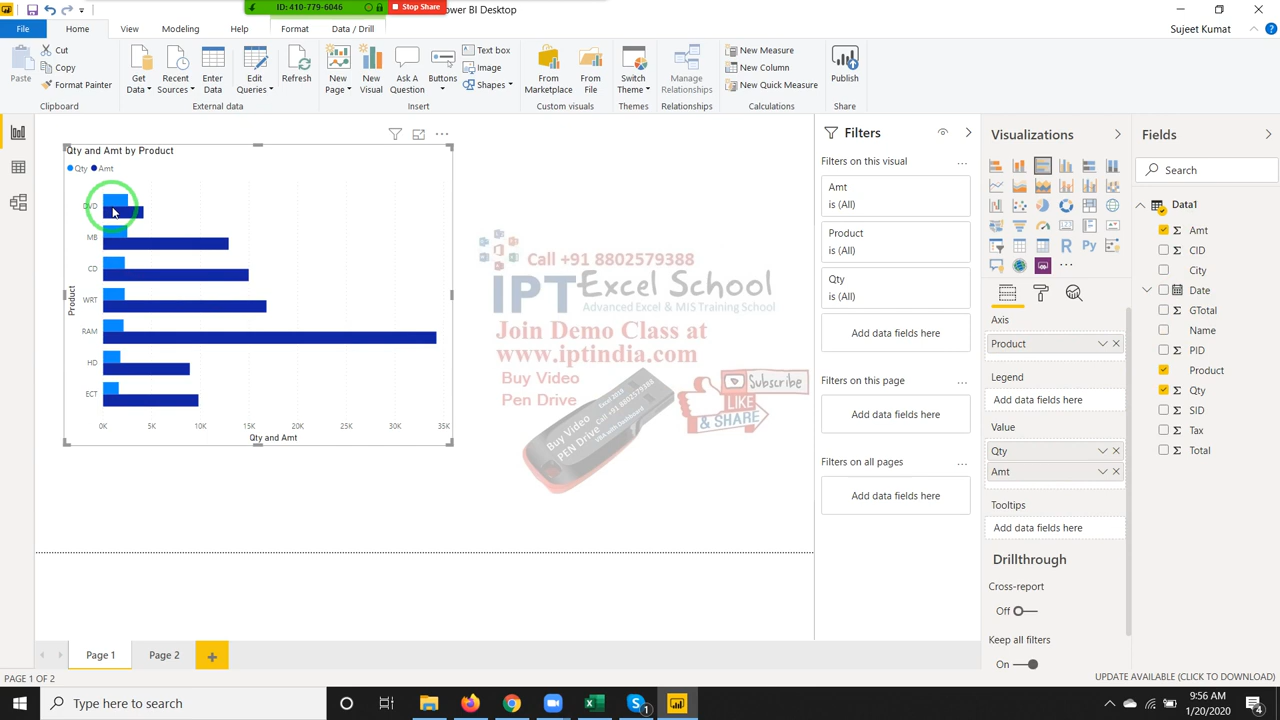 ID: 410-779-6046
Stop Share
ower BI Desktop
Sujeet Kumat
File
Home
View
Modeling
Help
Format
Data / Drill
Paste
Cut
Copy
Format Painter
Clipboard
Get Data
Recent Sources
Enter Data
Edit Queries
Refresh
External data
New Page
New Visual
Ask A Question
Buttons
Text box
Image
Shapes
Insert
From Marketplace
From File
Custom visuals
Switch Theme
Themes
Manage Relationships
Relationships
New Measure
New Column
New Quick Measure
Calculations
Publish
Share
Qty and Amt by Product
Qty Amt
Product
DVD
MB
CD
WRT
RAM
HD
ECT
0K 5K 10K 15K 20K 25K 30K 35K
Qty and Amt
Call +91 8802579388
IPT Excel School
Advanced Excel & MIS Training School
Join Demo Class at
www.iptindia.com
Buy Video
Pen Drive
Buy Video
PEN Drive
Subscribe
LIKE
& SHARE
Filters
Filters on this visual
Amt
is (All)
Product
is (All)
Qty
is (All)
Add data fields here
Filters on this page
Add data fields here
Filters on all pages
Add data fields here
Visualizations
R
Py
Axis
Product
Legend
Add data fields here
Value
Qty
Amt
Tooltips
Add data fields here
Drillthrough
Cross-report
Off
Keep all filters
On
Fields
Search
Data1
Amt
CID
City
Date
GTotal
Name
PID
Product
Qty
SID
Tax
Total
Page 1
Page 2
PAGE 1 OF 2
UPDATE AVAILABLE (CLICK TO DOWNLOAD)
Type here to search
1
9:56 AM
1/20/2020
4